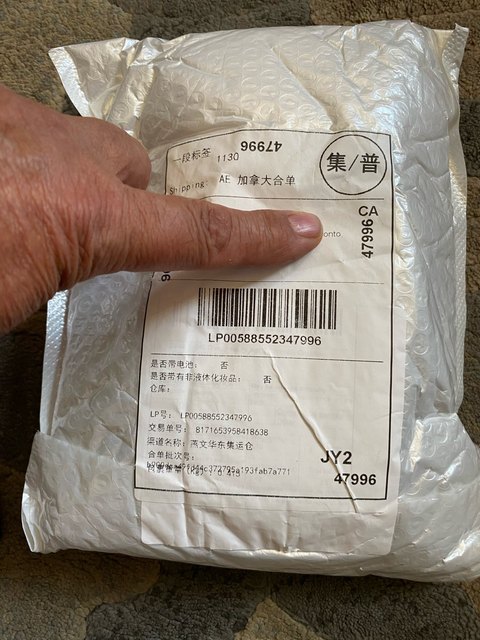 47996
集/普
一段标签 1130
Shipping: AE 加拿大合单
CA
onto
47996
LP00588552347996
是否带电池： 否
是否带有非液体化妆品： 否
仓库：
LP号： LP00588552347996
交易单号： 8171653958418638
渠道名称：燕文华东集运仓
合单批次号：
JY2
47996